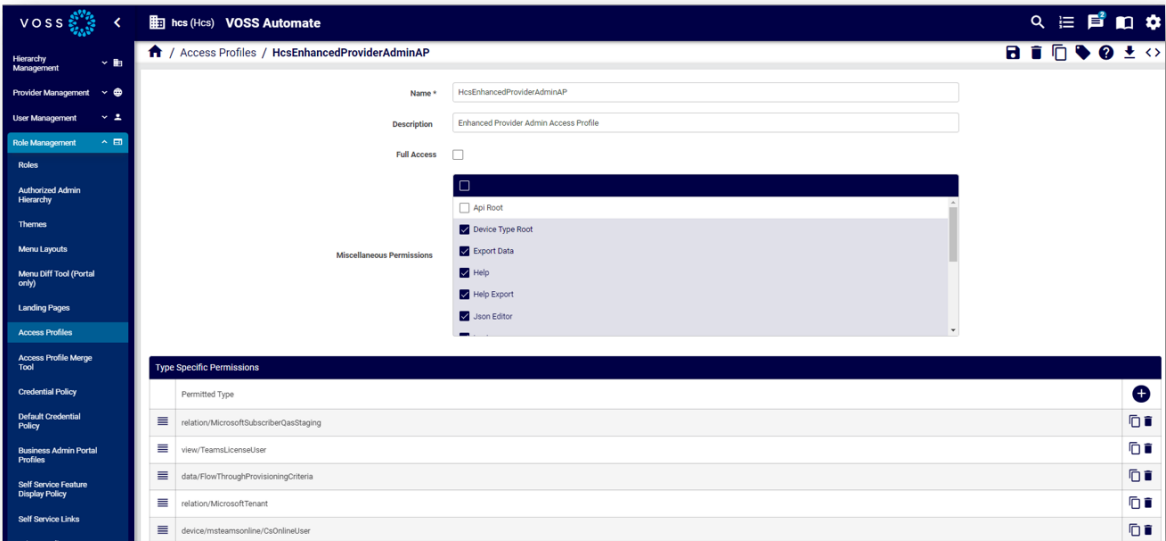 VOSS
hcs (Hcs) VOSS Automate
2
/ Access Profiles / HcsEnhancedProviderAdminAP
Hierarchy
Management
Provider Management
User Management
Role Management
Roles
Authorized Admin
Hierarchy
Themes
Menu Layouts
Menu Diff Tool (Portal
only)
Landing Pages
Access Profiles
Access Profile Merge
Tool
Credential Policy
Default Credential
Policy
Business Admin Portal
Profiles
Self Service Feature
Display Policy
Self Service Links
Name *
HcsEnhancedProviderAdminAP
Description
Enhanced Provider Admin Access Profile
Full Access
Miscellaneous Permissions
Api Root
Device Type Root
Export Data
Help
Help Export
Json Editor
Type Specific Permissions
Permitted Type
relation/MicrosoftSubscriberQasStaging
view/TeamsLicenseUser
data/FlowThroughProvisioningCriteria
relation/MicrosoftTenant
device/msteamsonline/CsOnlineUser